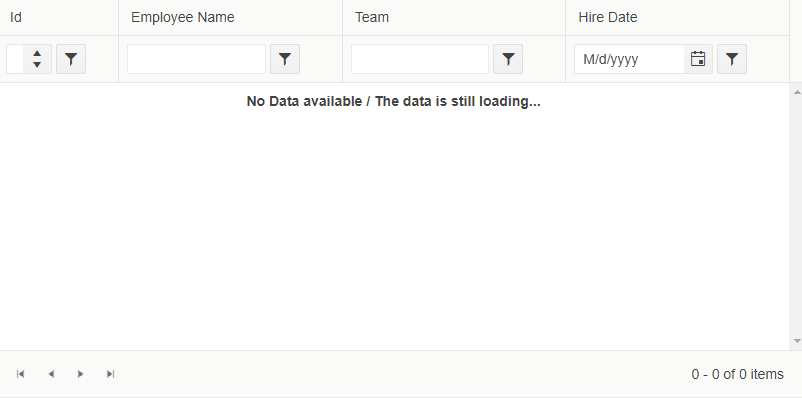 Id Employee Name Team Hire Date
M/d/yyyy
No Data available / The data is still loading...
0 - 0 of 0 items